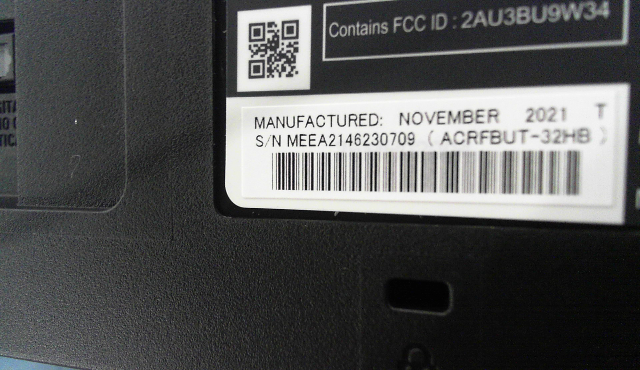 Contains FCC ID : 2AU3BU9W34
MANUFACTURED: NOVEMBER 2021 T
S/N MEEA2146230709 ( ACRFBUT-32HB )